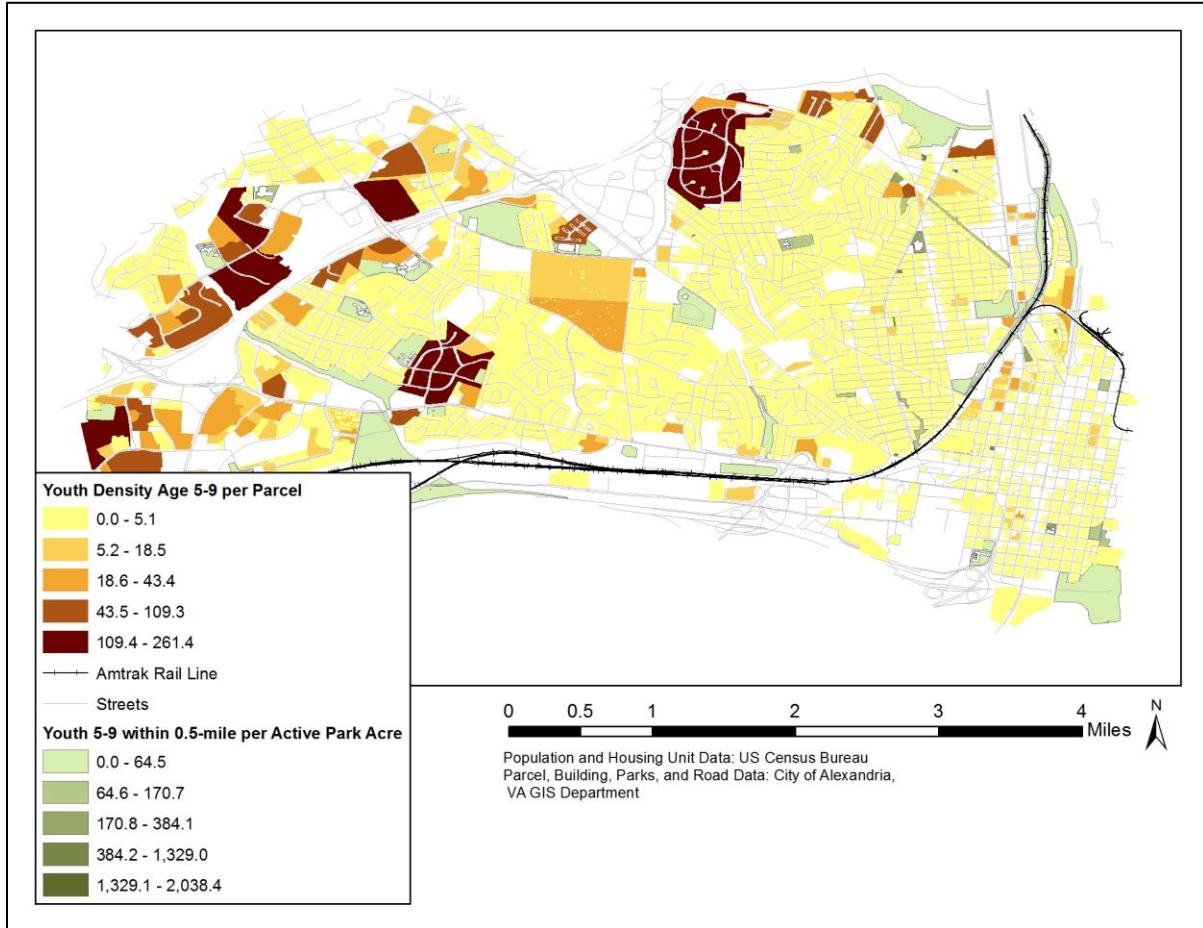 Youth Density Age 5-9 per Parcel
0.0 - 5.1
5.2 - 18.5
18.6 - 43.4
43.5 - 109.3
109.4 - 261.4
Amtrak Rail Line
Streets
Youth 5-9 within 0.5-mile per Active Park Acre
0.0 - 64.5
64.6 - 170.7
170.8 - 384.1
384.2 - 1,329.0
1,329.1 - 2,038.4
0 0.5 1 2 3 4
Miles
N
Population and Housing Unit Data: US Census Bureau
Parcel, Building, Parks, and Road Data: City of Alexandria,
VA GIS Department